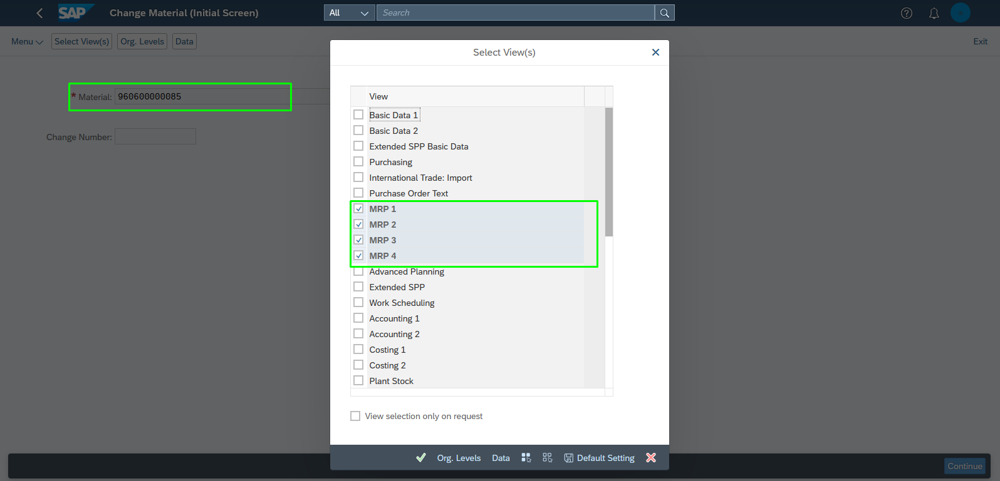 SAP Change Material (Initial Screen) All Search
Menu Select View(s) Org. Levels Data Exit
Select View(s)
* Material: 960600000085
Change Number:
View
Basic Data 1
Basic Data 2
Extended SPP Basic Data
Purchasing
International Trade: Import
Purchase Order Text
MRP 1
MRP 2
MRP 3
MRP 4
Advanced Planning
Extended SPP
Work Scheduling
Accounting 1
Accounting 2
Costing 1
Costing 2
Plant Stock
View selection only on request
Org. Levels Data Default Setting
Continue